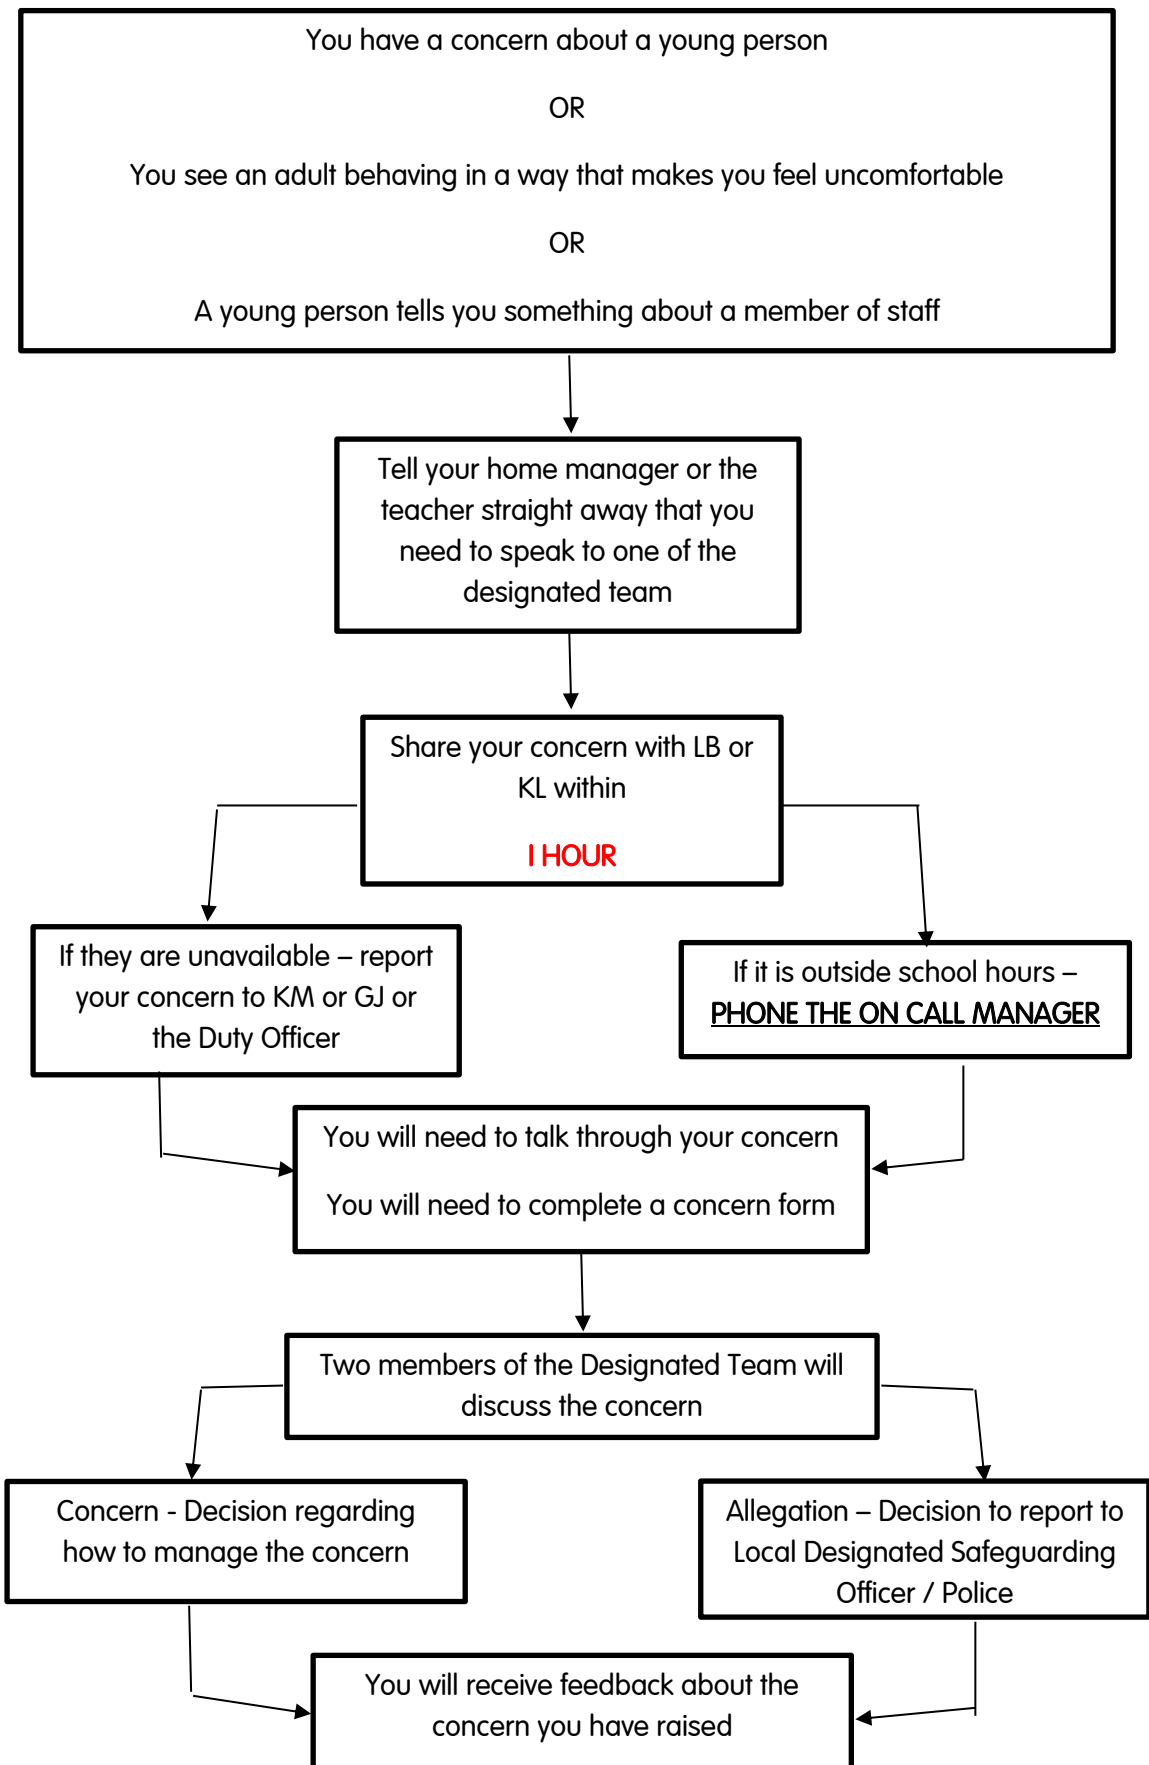 You have a concern about a young person
OR
You see an adult behaving in a way that makes you feel uncomfortable
OR
A young person tells you something about a member of staff
Tell your home manager or the
teacher straight away that you
need to speak to one of the
designated team
Share your concern with LB or
KL within
1 HOUR
If they are unavailable – report
your concern to KM or GJ or
the Duty Officer
If it is outside school hours –
PHONE THE ON CALL MANAGER
You will need to talk through your concern
You will need to complete a concern form
Two members of the Designated Team will
discuss the concern
Concern - Decision regarding
how to manage the concern
Allegation – Decision to report to
Local Designated Safeguarding
Officer / Police
You will receive feedback about the
concern you have raised